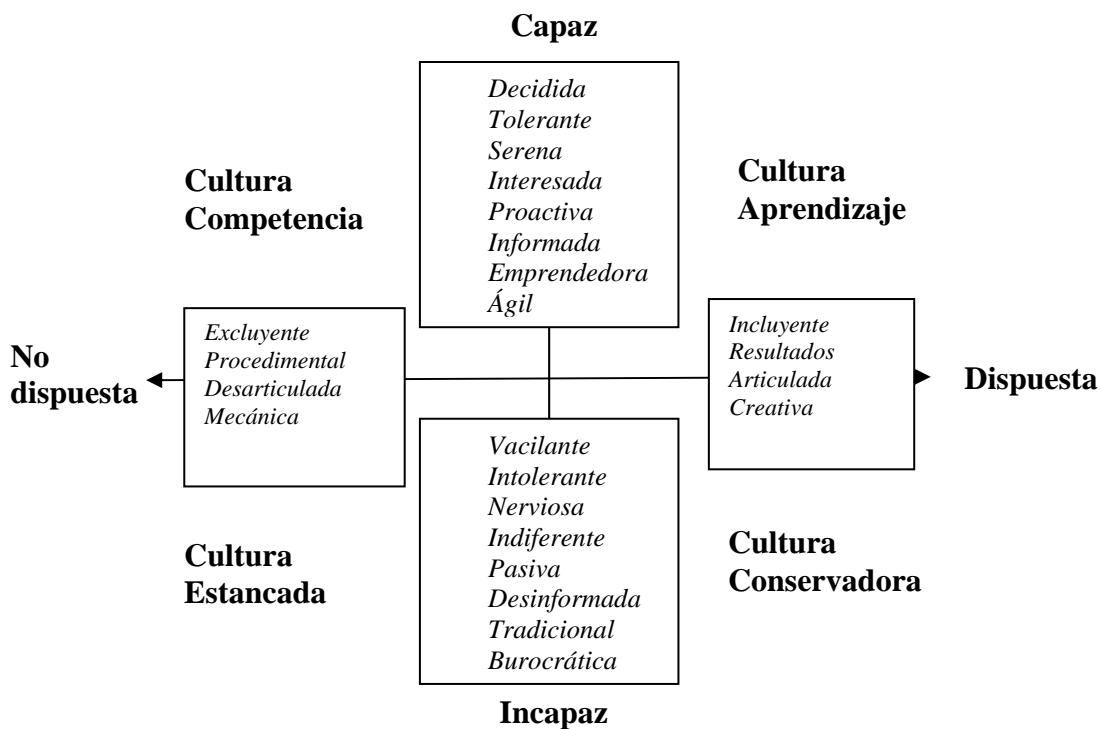 Capaz
Decidida
Tolerante
Serena
Interesada
Proactiva
Informada
Emprendedora
Ágil
Cultura
Competencia
Cultura
Aprendizaje
No
dispuesta
Excluyente
Procedimental
Desarticulada
Mecánica
Incluyente
Resultados
Articulada
Creativa
Dispuesta
Vacilante
Intolerante
Nerviosa
Indiferente
Pasiva
Desinformada
Tradicional
Burocrática
Cultura
Estancada
Cultura
Conservadora
Incapaz